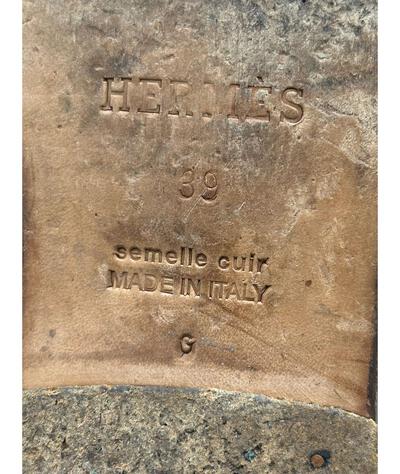 HERMÈS
39
semelle cuir
MADE IN ITALY
G